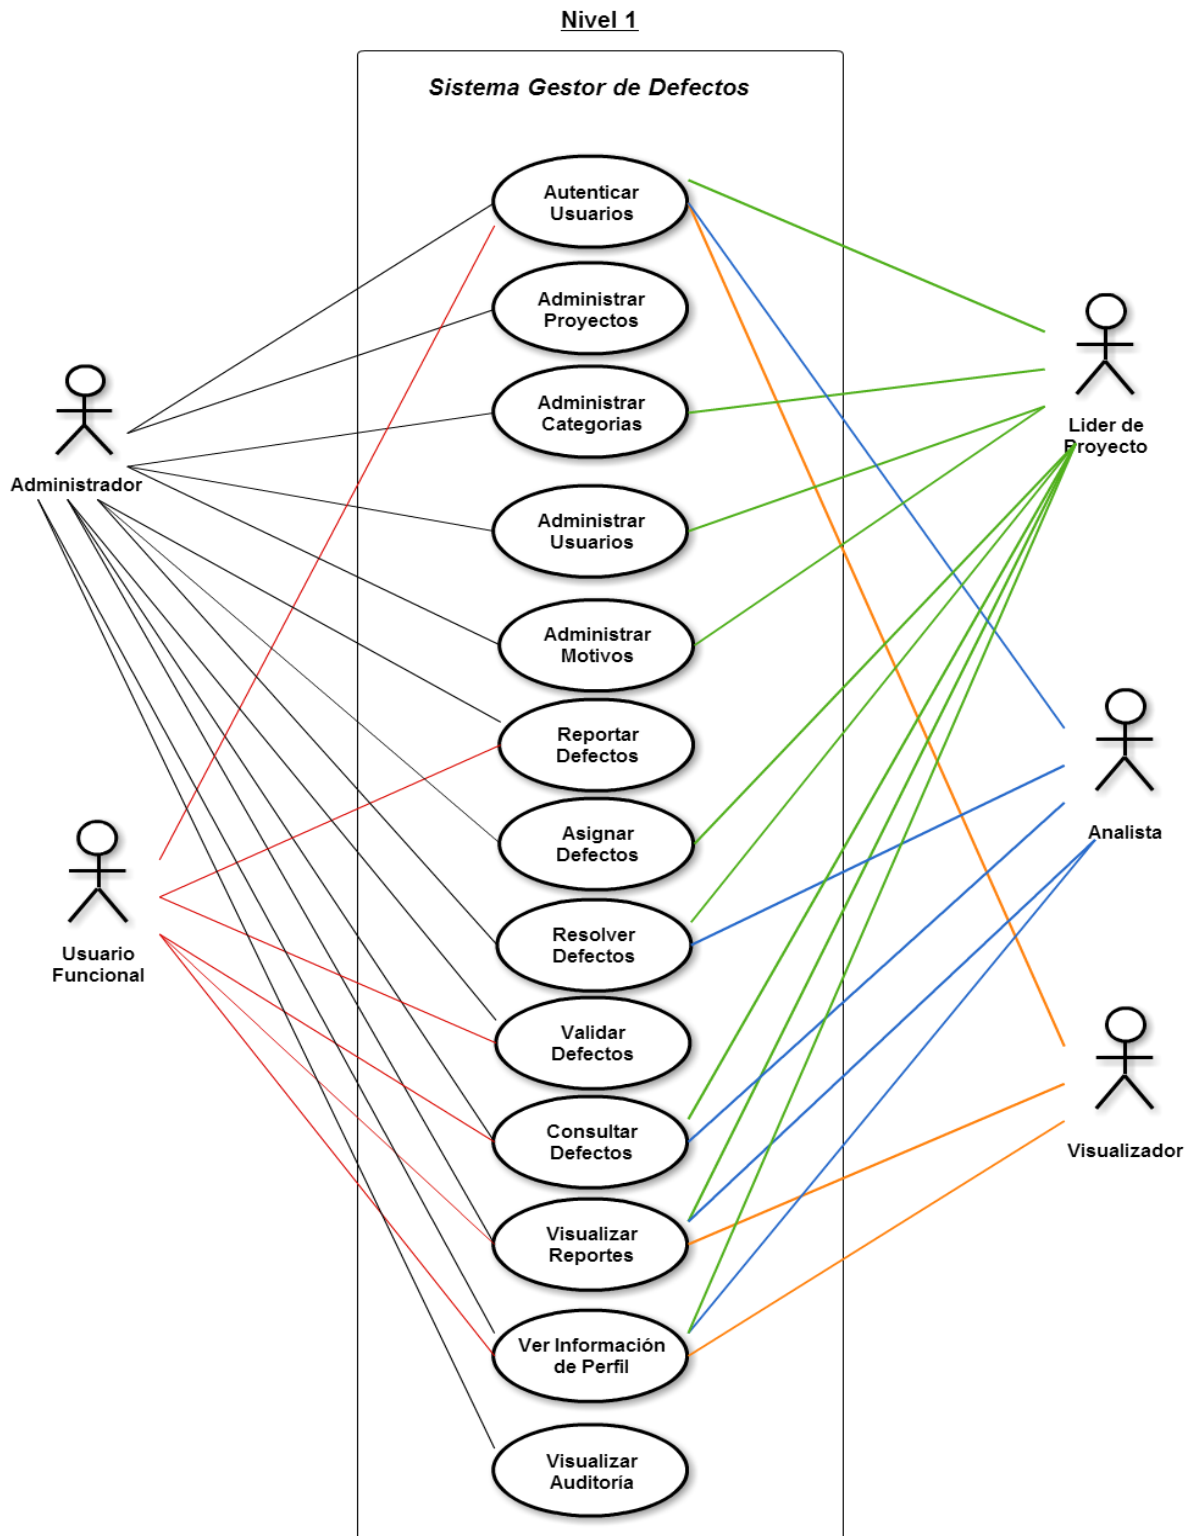 Nivel 1
Sistema Gestor de Defectos
Autenticar
Usuarios
Administrar
Proyectos
Administrar
Categorias
Administrar
Usuarios
Administrar
Motivos
Reportar
Defectos
Asignar
Defectos
Resolver
Defectos
Validar
Defectos
Consultar
Defectos
Visualizar
Reportes
Ver Información
de Perfil
Visualizar
Auditoría
Administrador
Usuario
Funcional
Lider de
Proyecto
Analista
Visualizador